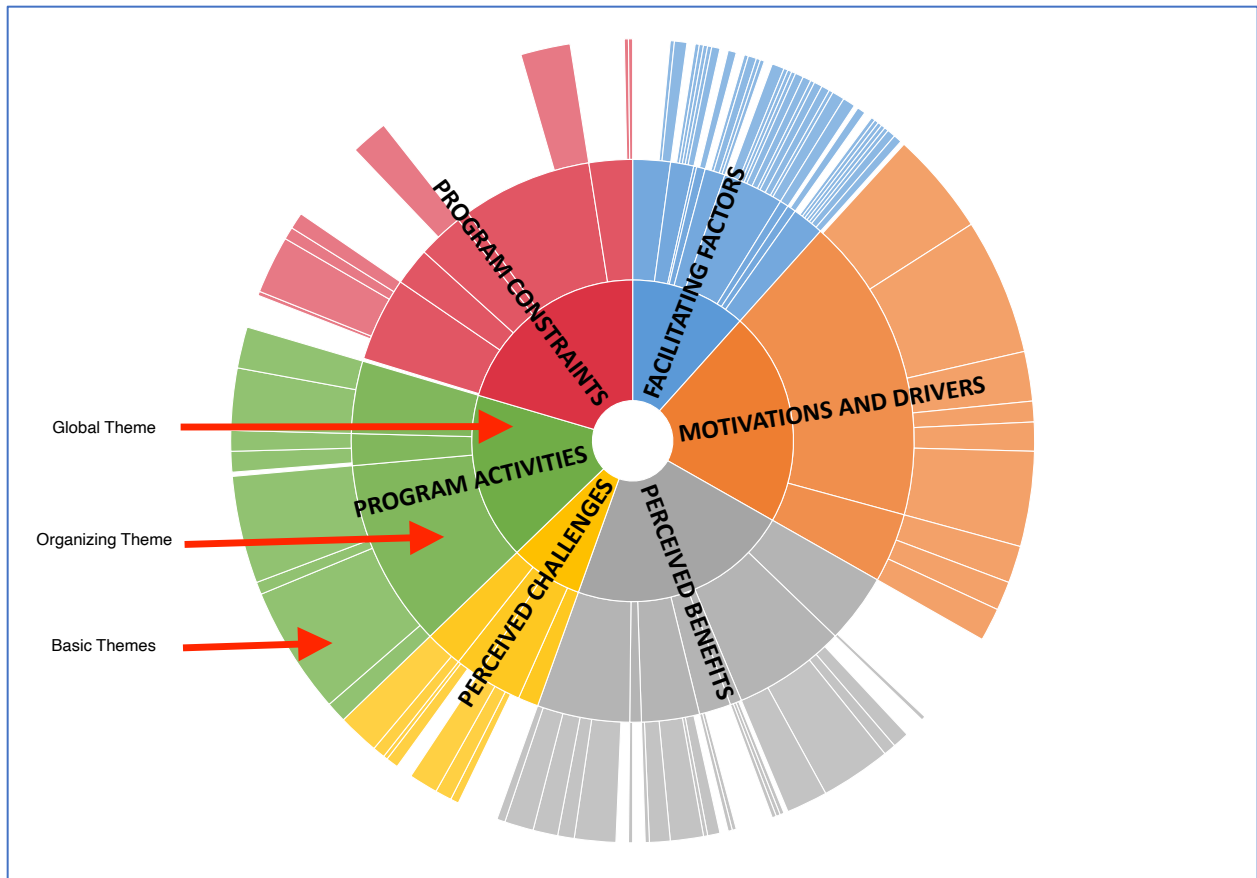 PROGRAM CONSTRAINTS
FACILITATING FACTORS
MOTIVATIONS AND DRIVERS
Global Theme
PROGRAM ACTIVITIES
Organizing Theme
PERCEIVED CHALLENGES
PERCEIVED BENEFITS
Basic Themes